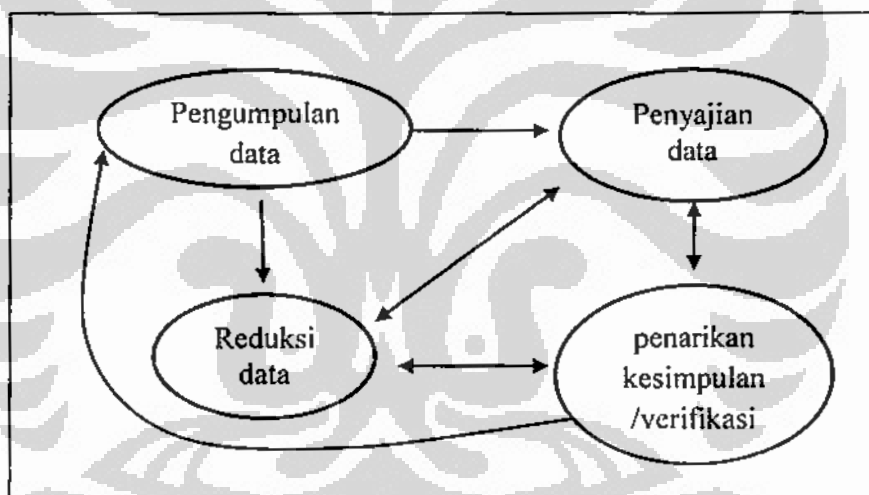 Pengumpulan
data
Penyajian
data
Reduksi
data
penarikan
kesimpulan
/verifikasi